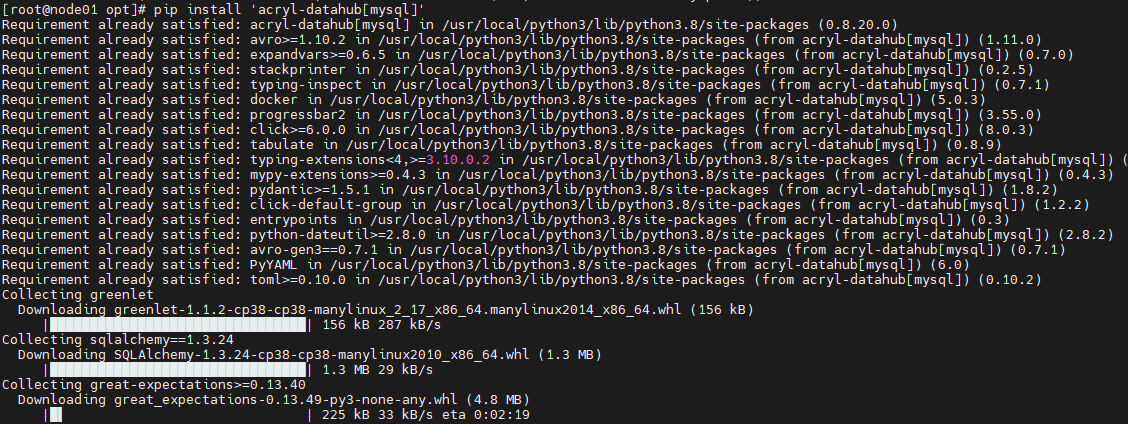 [root@node01 opt]# pip install 'acryl-datahub[mysql]'
Requirement already satisfied: acryl-datahub[mysql] in /usr/local/python3/lib/python3.8/site-packages (0.8.20.0)
Requirement already satisfied: avro>=1.10.2 in /usr/local/python3/lib/python3.8/site-packages (from acryl-datahub[mysql]) (1.11.0)
Requirement already satisfied: expandvars>=0.6.5 in /usr/local/python3/lib/python3.8/site-packages (from acryl-datahub[mysql]) (0.7.0)
Requirement already satisfied: stackprinter in /usr/local/python3/lib/python3.8/site-packages (from acryl-datahub[mysql]) (0.2.5)
Requirement already satisfied: typing-inspect in /usr/local/python3/lib/python3.8/site-packages (from acryl-datahub[mysql]) (0.7.1)
Requirement already satisfied: docker in /usr/local/python3/lib/python3.8/site-packages (from acryl-datahub[mysql]) (5.0.3)
Requirement already satisfied: progressbar2 in /usr/local/python3/lib/python3.8/site-packages (from acryl-datahub[mysql]) (3.55.0)
Requirement already satisfied: click>=6.0.0 in /usr/local/python3/lib/python3.8/site-packages (from acryl-datahub[mysql]) (8.0.3)
Requirement already satisfied: tabulate in /usr/local/python3/lib/python3.8/site-packages (from acryl-datahub[mysql]) (0.8.9)
Requirement already satisfied: typing-extensions<4,>=3.10.0.2 in /usr/local/python3/lib/python3.8/site-packages (from acryl-datahub[mysql]) (
Requirement already satisfied: mypy-extensions>=0.4.3 in /usr/local/python3/lib/python3.8/site-packages (from acryl-datahub[mysql]) (0.4.3)
Requirement already satisfied: pydantic>=1.5.1 in /usr/local/python3/lib/python3.8/site-packages (from acryl-datahub[mysql]) (1.8.2)
Requirement already satisfied: click-default-group in /usr/local/python3/lib/python3.8/site-packages (from acryl-datahub[mysql]) (1.2.2)
Requirement already satisfied: entrypoints in /usr/local/python3/lib/python3.8/site-packages (from acryl-datahub[mysql]) (0.3)
Requirement already satisfied: python-dateutil>=2.8.0 in /usr/local/python3/lib/python3.8/site-packages (from acryl-datahub[mysql]) (2.8.2)
Requirement already satisfied: avro-gen3==0.7.1 in /usr/local/python3/lib/python3.8/site-packages (from acryl-datahub[mysql]) (0.7.1)
Requirement already satisfied: PyYAML in /usr/local/python3/lib/python3.8/site-packages (from acryl-datahub[mysql]) (6.0)
Requirement already satisfied: toml>=0.10.0 in /usr/local/python3/lib/python3.8/site-packages (from acryl-datahub[mysql]) (0.10.2)
Collecting greenlet
Downloading greenlet-1.1.2-cp38-cp38-manylinux_2_17_x86_64.manylinux2014_x86_64.whl (156 kB)
|████████████████████████████████| 156 kB 287 kB/s
Collecting sqlalchemy==1.3.24
Downloading SQLAlchemy-1.3.24-cp38-cp38-manylinux2010_x86_64.whl (1.3 MB)
|████████████████████████████████| 1.3 MB 29 kB/s
Collecting great-expectations>=0.13.40
Downloading great_expectations-0.13.49-py3-none-any.whl (4.8 MB)
|█▌ | 225 kB 33 kB/s eta 0:02:19